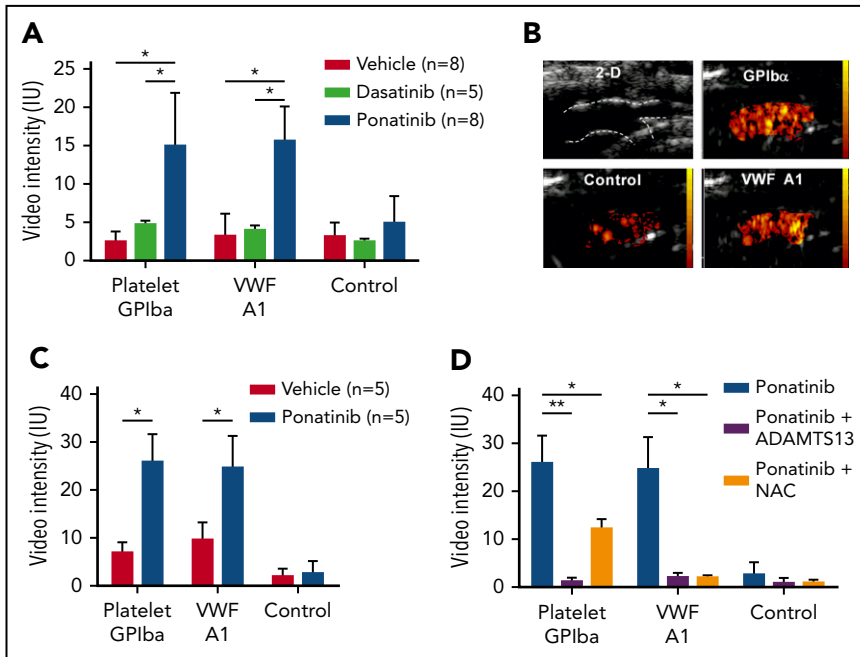 A
Video intensity (IU)
25
20
15
10
5
0
*
*
*
*
Vehicle (n=8)
Dasatinib (n=5)
Ponatinib (n=8)
Platelet
GPIba
VWF
A1
Control
B
2-D
GPIbα
Control
VWF A1
C
Video intensity (IU)
40
30
20
10
0
*
*
Vehicle (n=5)
Ponatinib (n=5)
Platelet
GPIba
VWF
A1
Control
D
Video intensity (IU)
40
30
20
10
0
*
**
*
*
Ponatinib
Ponatinib +
ADAMTS13
Ponatinib +
NAC
Platelet
GPIba
VWF
A1
Control